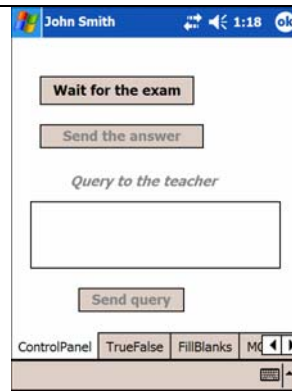 John Smith 1:18 ok
Wait for the exam
Send the answer
Query to the teacher
Send query
ControlPanel TrueFalse FillBlanks